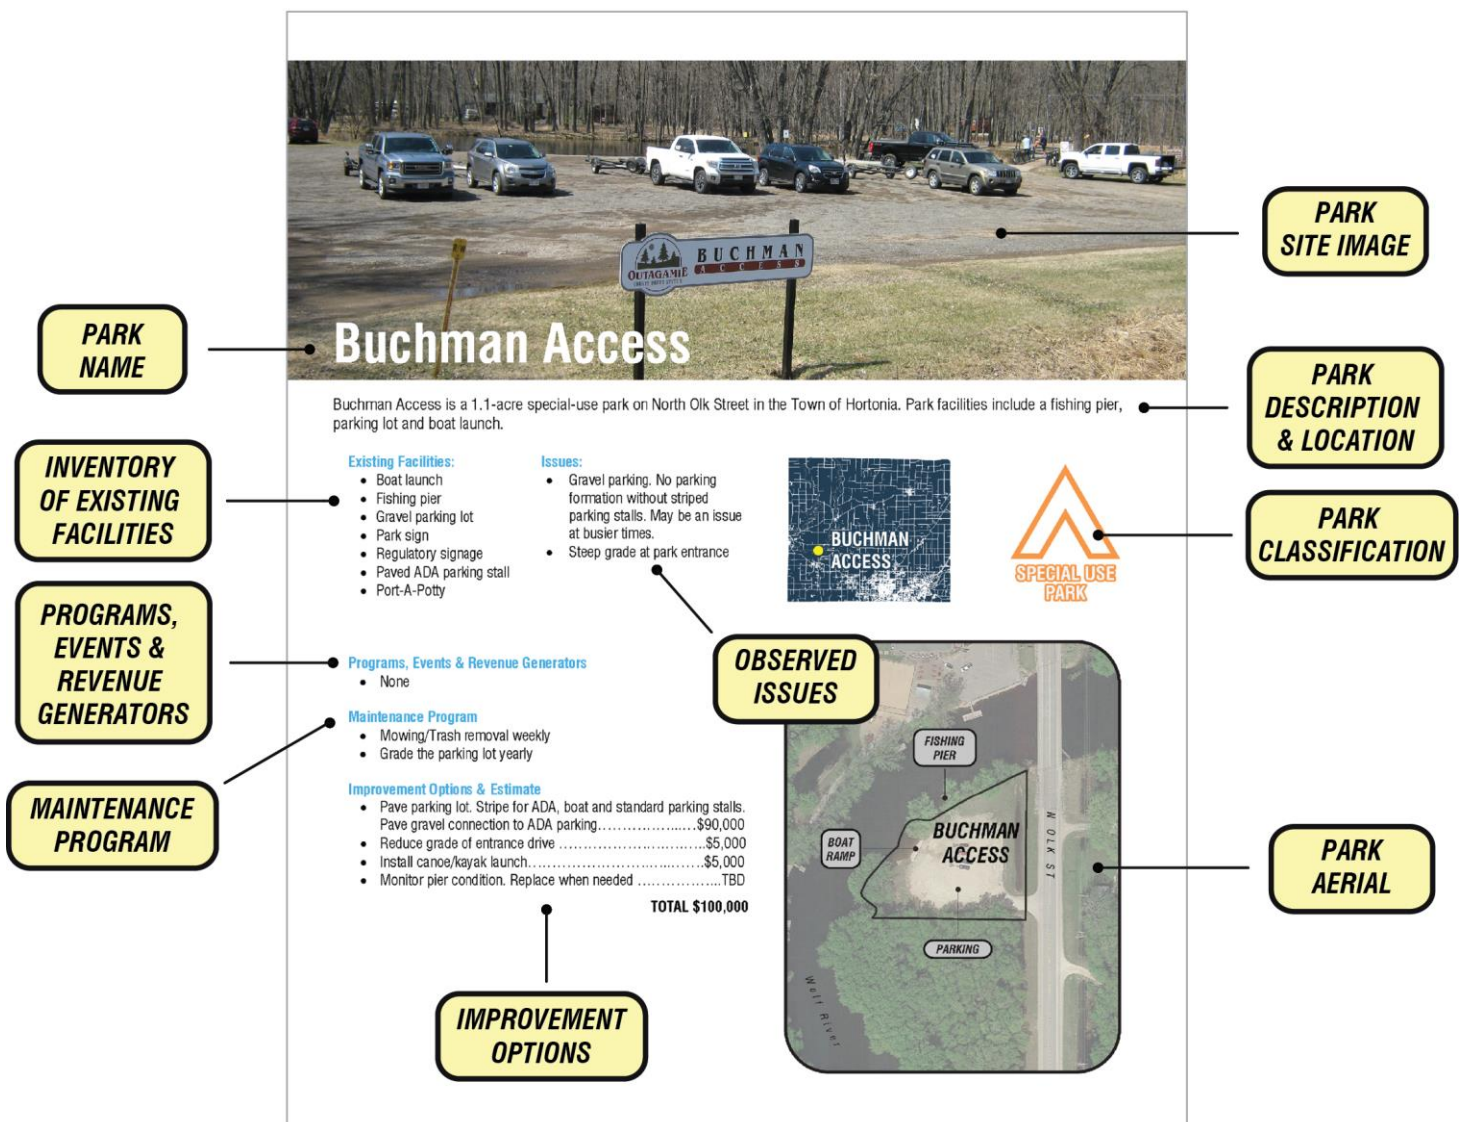 OUTAGAMIE
BUCHMAN
ACCESS
Buchman Access
PARK
SITE IMAGE
PARK
NAME
PARK
DESCRIPTION
& LOCATION
Buchman Access is a 1.1-acre special-use park on North Olk Street in the Town of Hortonia. Park facilities include a fishing pier,
parking lot and boat launch.
INVENTORY
OF EXISTING
FACILITIES
Existing Facilities:
• Boat launch
• Fishing pier
• Gravel parking lot
• Park sign
• Regulatory signage
• Paved ADA parking stall
• Port-A-Potty
Issues:
• Gravel parking. No parking
formation without striped
parking stalls. May be an issue
at busier times.
• Steep grade at park entrance
BUCHMAN
ACCESS
SPECIAL USE
PARK
PARK
CLASSIFICATION
PROGRAMS,
EVENTS &
REVENUE
GENERATORS
OBSERVED
ISSUES
Programs, Events & Revenue Generators
• None
Maintenance Program
• Mowing/Trash removal weekly
• Grade the parking lot yearly
MAINTENANCE
PROGRAM
Improvement Options & Estimate
• Pave parking lot. Stripe for ADA, boat and standard parking stalls.
Pave gravel connection to ADA parking.....................$90,000
• Reduce grade of entrance drive ..............................$5,000
• Install canoe/kayak launch....................................$5,000
• Monitor pier condition. Replace when needed ..................TBD
TOTAL $100,000
IMPROVEMENT
OPTIONS
FISHING
PIER
BOAT
RAMP
BUCHMAN
ACCESS
PARKING
N OLK ST
Wolf River
PARK
AERIAL